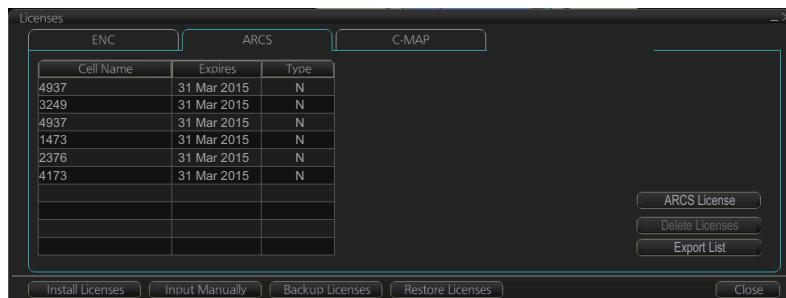 Licenses
ENC ARCS C-MAP
Cell Name Expires Type
4937 31 Mar 2015 N
3249 31 Mar 2015 N
4937 31 Mar 2015 N
1473 31 Mar 2015 N
2376 31 Mar 2015 N
4173 31 Mar 2015 N
ARCS License
Delete Licenses
Export List
Install Licenses Input Manually Backup Licenses Restore Licenses Close